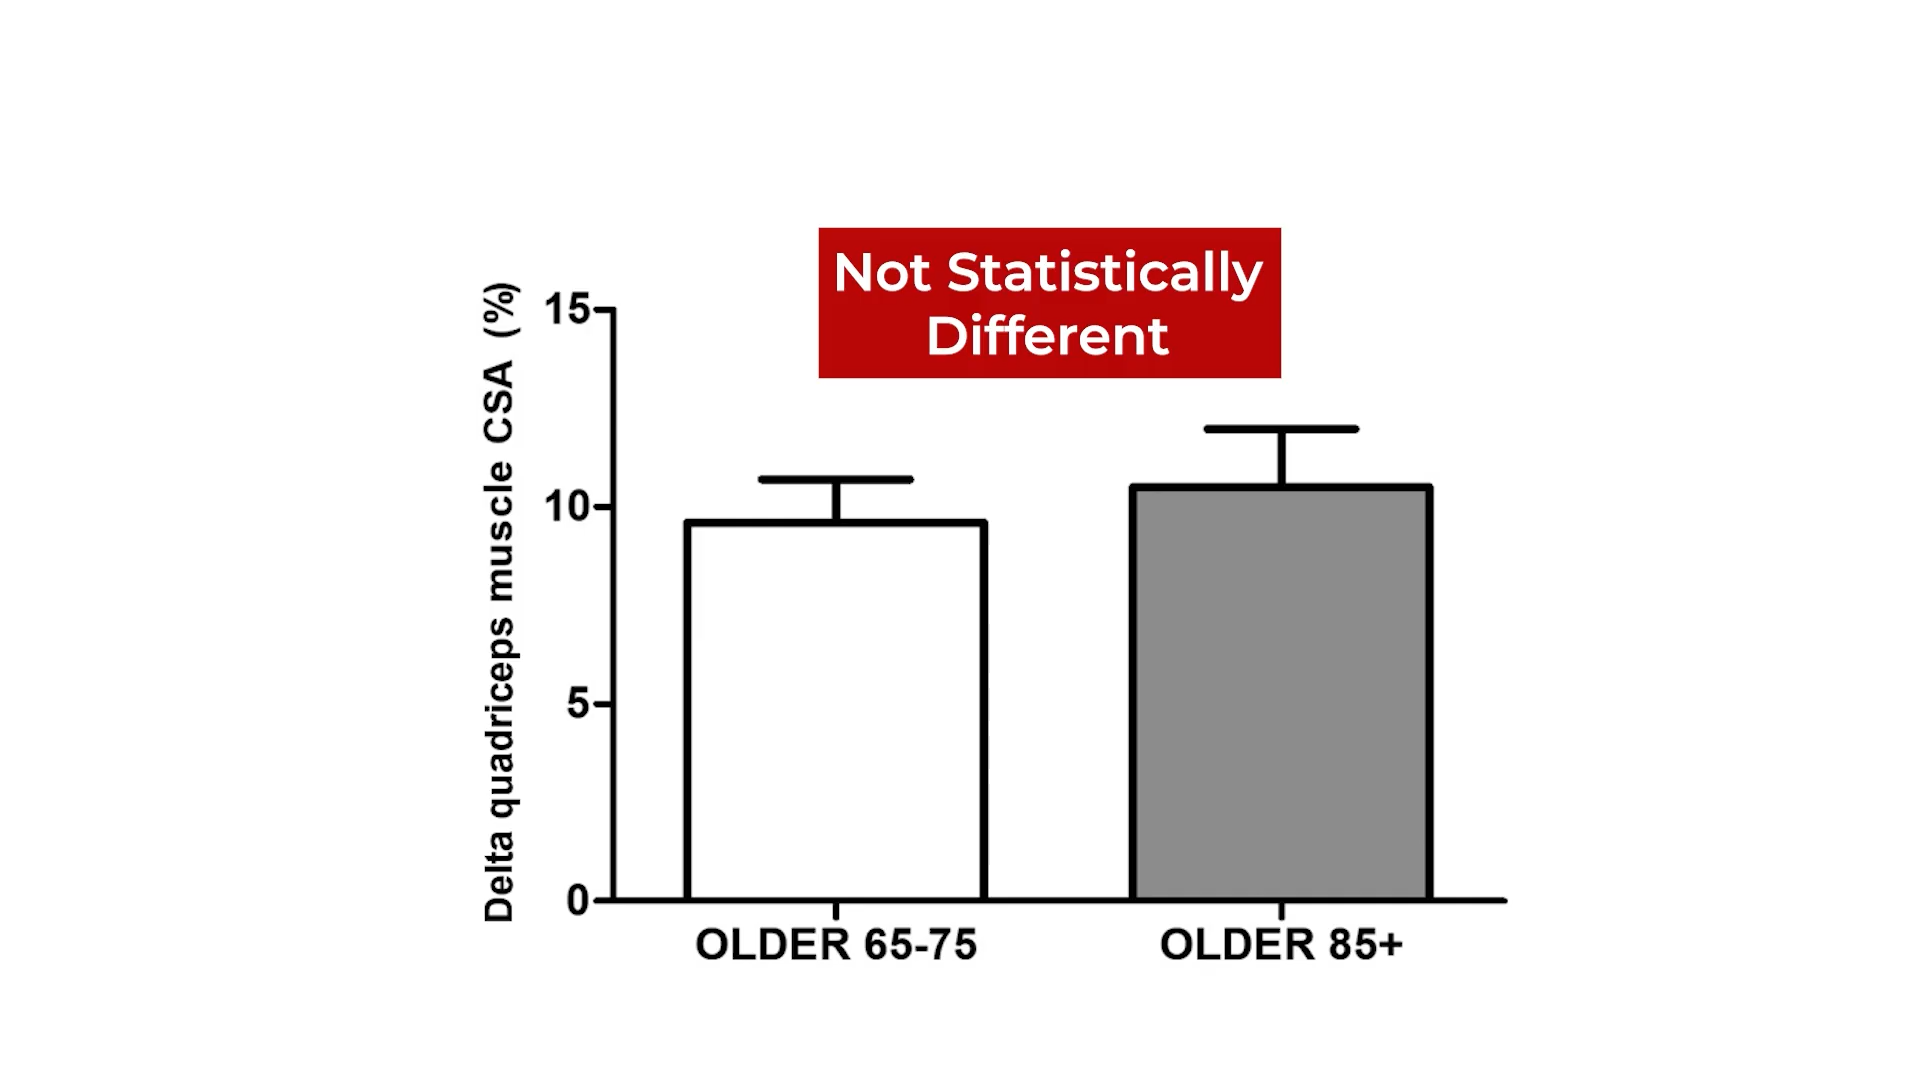 Not Statistically
Different
Delta quadriceps muscle CSA (%)
15
10
5
0
OLDER 65-75
OLDER 85+